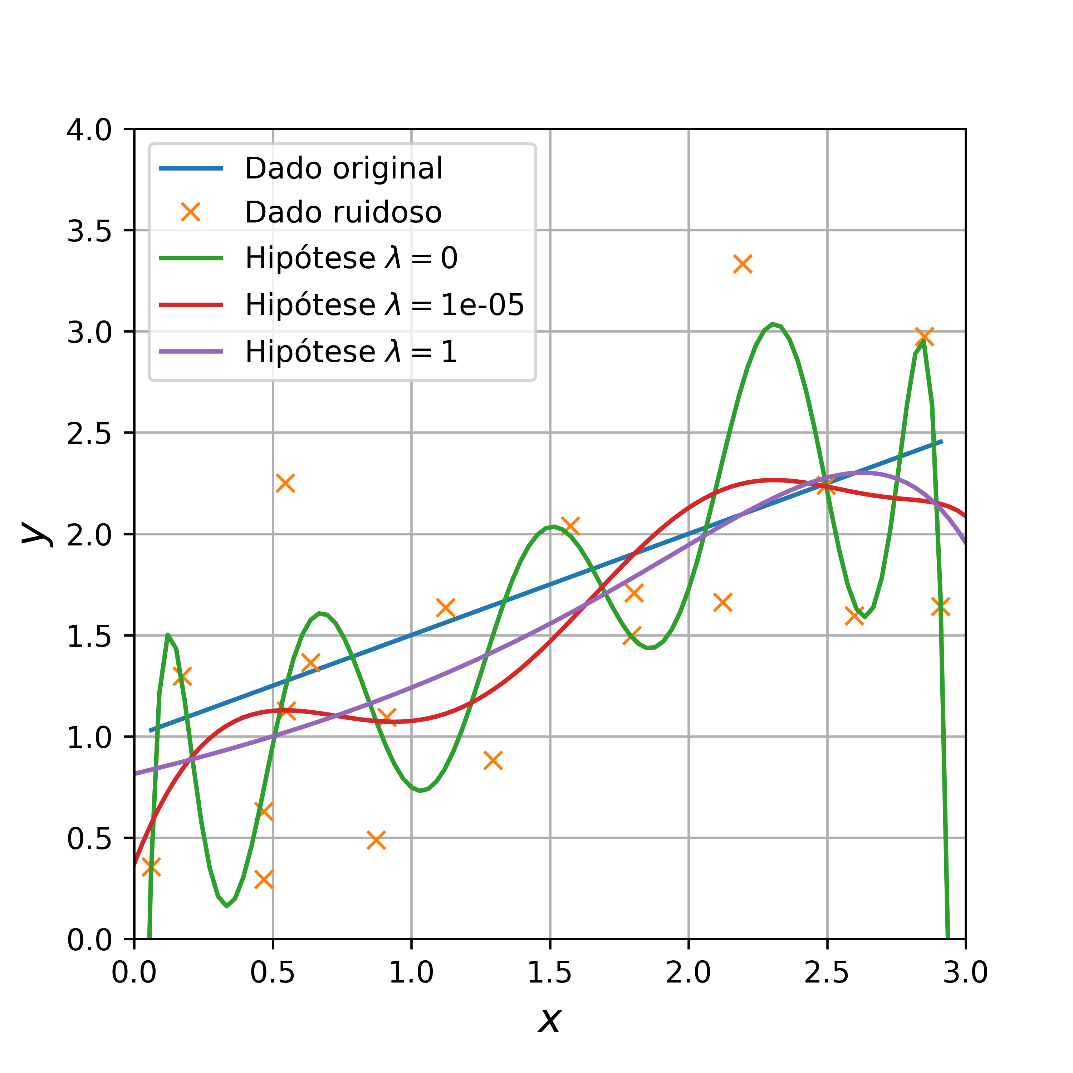 4.0
3.5
3.0
2.5
2.0
1.5
1.0
0.5
0.0
y
Dado original
Dado ruidoso
Hipótese λ = 0
Hipótese λ = 1e-05
Hipótese λ = 1
0.0 0.5 1.0 1.5 2.0 2.5 3.0
x